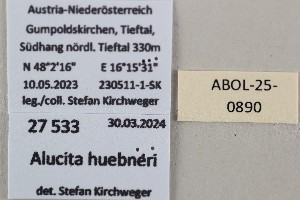 Austria-Niederösterreich
Gumpoldskirchen, Tieftal,
Südhang nördl. Tieftal 330m
N 48°2'16" E 16°15'31"
10.05.2023 230511-1-SK
leg./coll. Stefan Kirchweger
27 533 30.03.2024
Alucita huebneri
det. Stefan Kirchweger
ABOL-25-
0890